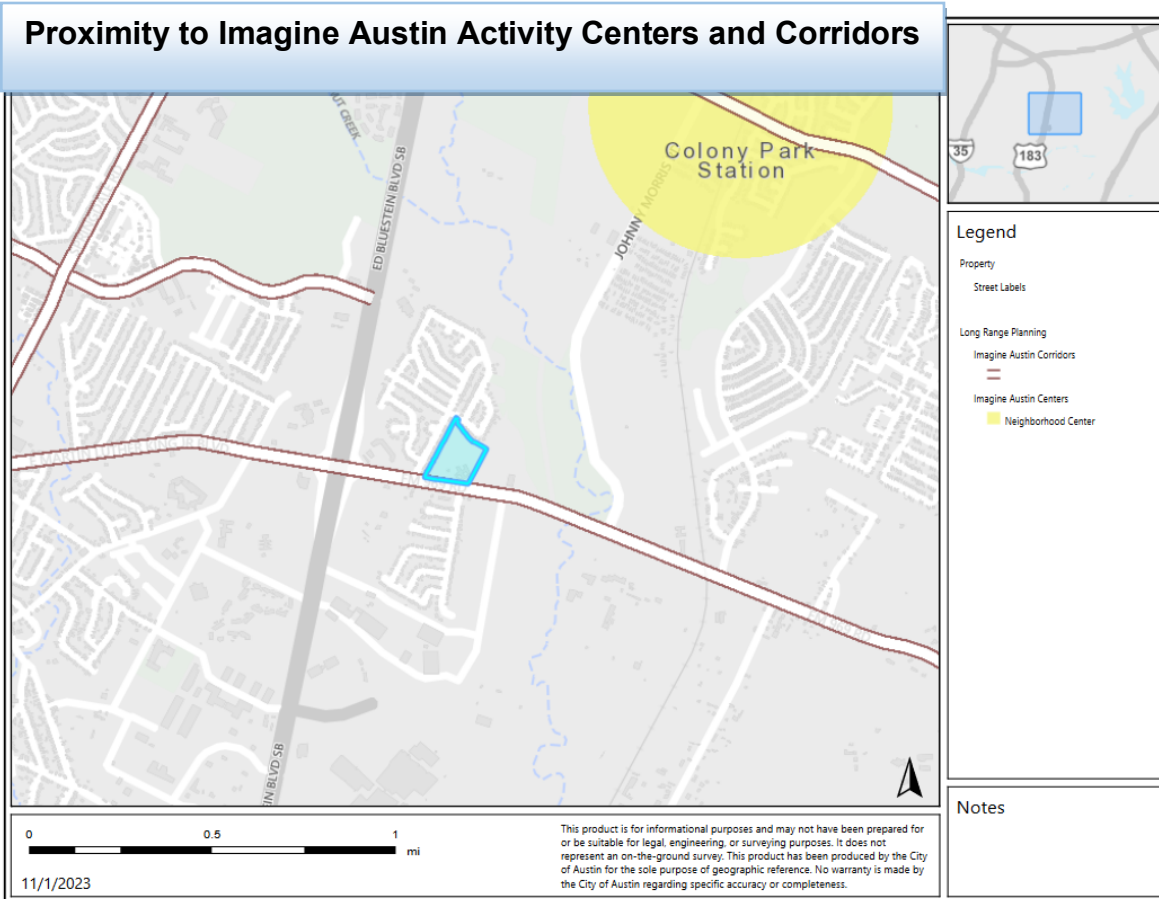 Proximity to Imagine Austin Activity Centers and Corridors
35
183
UT CREEK
ED BLUESTEIN BLVD SB
Colony Park
Station
JOHNNY MORRIS
IN BLVD SB
Legend
Property
Street Labels
Long Range Planning
Imagine Austin Corridors
Imagine Austin Centers
Neighborhood Center
0 0.5 1
mi
11/1/2023
This product is for informational purposes and may not have been prepared for
or be suitable for legal, engineering, or surveying purposes. It does not
represent an on-the-ground survey. This product has been produced by the City
of Austin for the sole purpose of geographic reference. No warranty is made by
the City of Austin regarding specific accuracy or completeness.
Notes